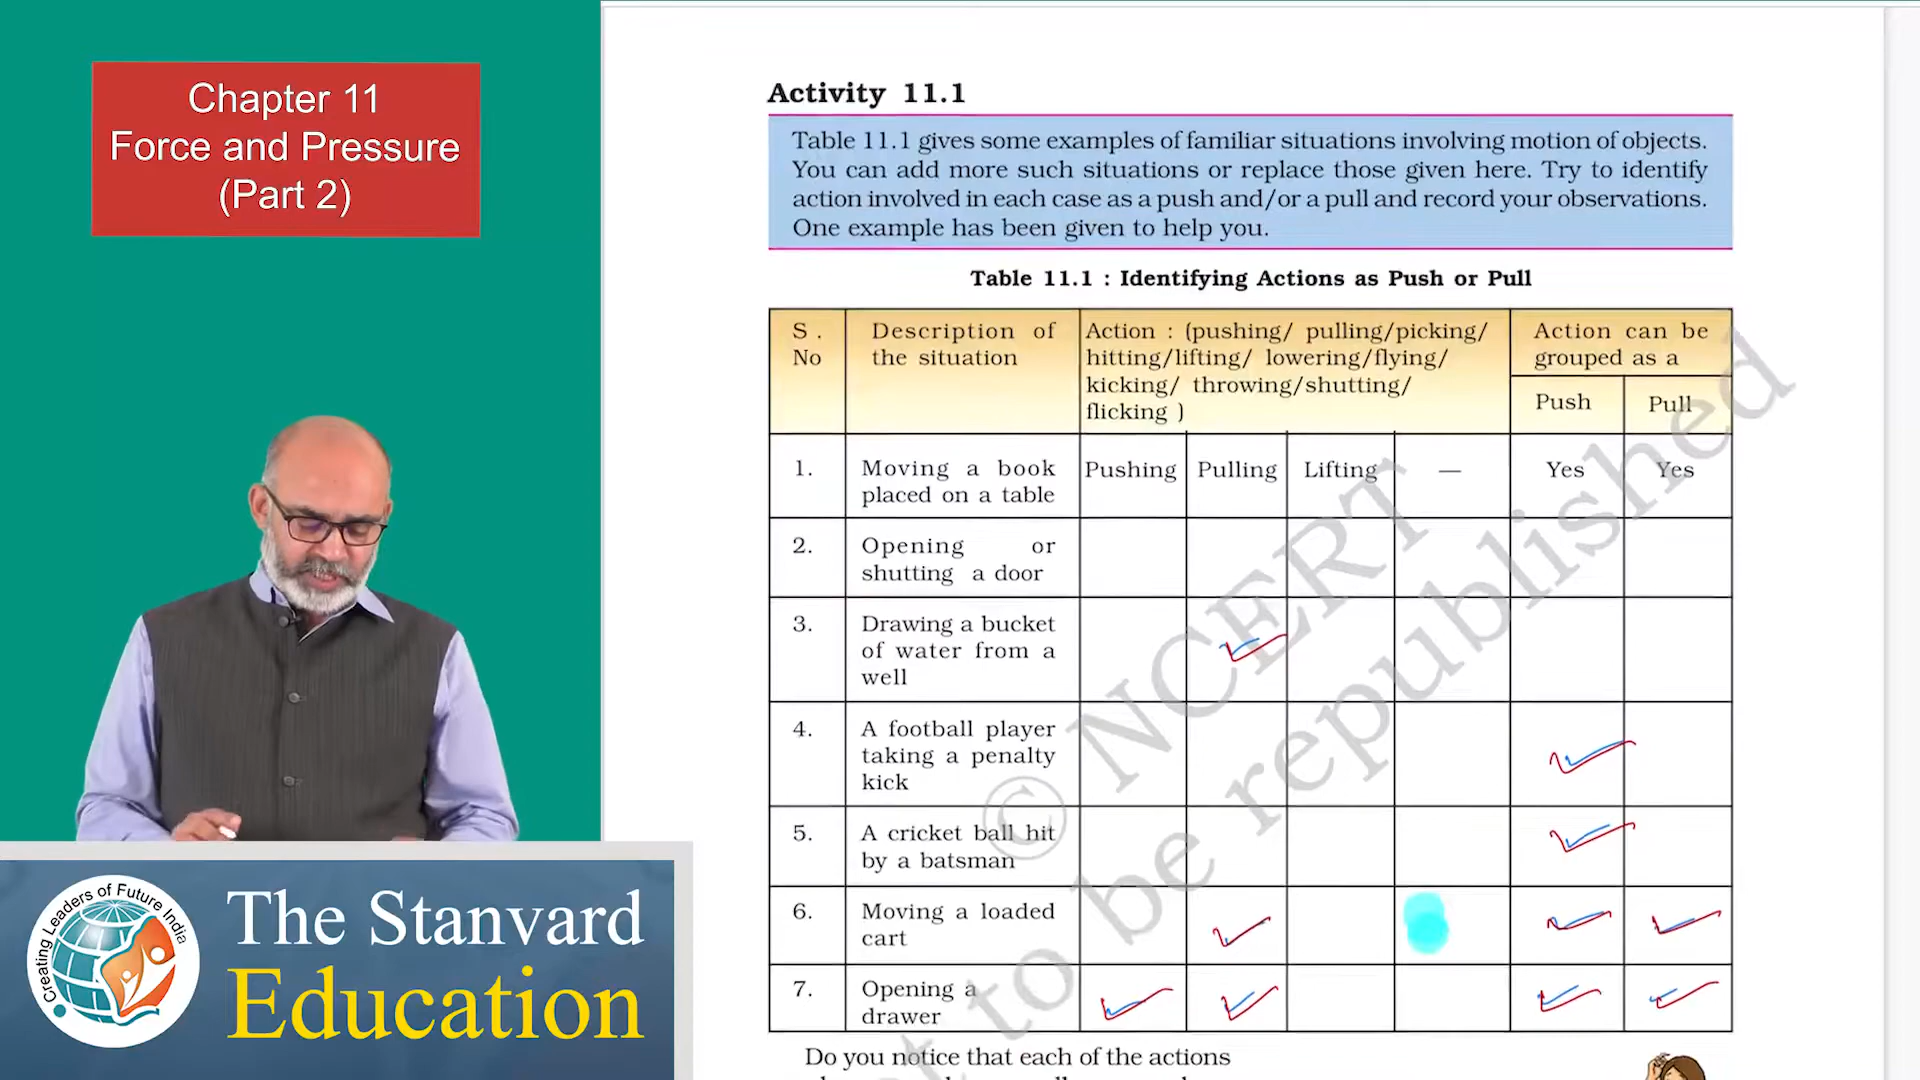 Chapter 11
Force and Pressure
(Part 2)
Activity 11.1
Table 11.1 gives some examples of familiar situations involving motion of objects.
You can add more such situations or replace those given here. Try to identify
action involved in each case as a push and/or a pull and record your observations.
One example has been given to help you.
Table 11.1 : Identifying Actions as Push or Pull
S .
No
Description of
the situation
Action : (pushing/ pulling/picking/
hitting/lifting/ lowering/flying/
kicking/ throwing/shutting/
flicking )
Action can be
grouped as a
Push
Pull
1.
Moving a book
placed on a table
Pushing
Pulling
Lifting
—
Yes
Yes
2.
Opening or
shutting a door
3.
Drawing a bucket
of water from a
well
4.
A football player
taking a penalty
kick
5.
A cricket ball hit
by a batsman
6.
Moving a loaded
cart
7.
Opening a
drawer
Do you notice that each of the actions
© NCERT
t to be republished
Creating Leaders of Future India
The Stanvard
Education